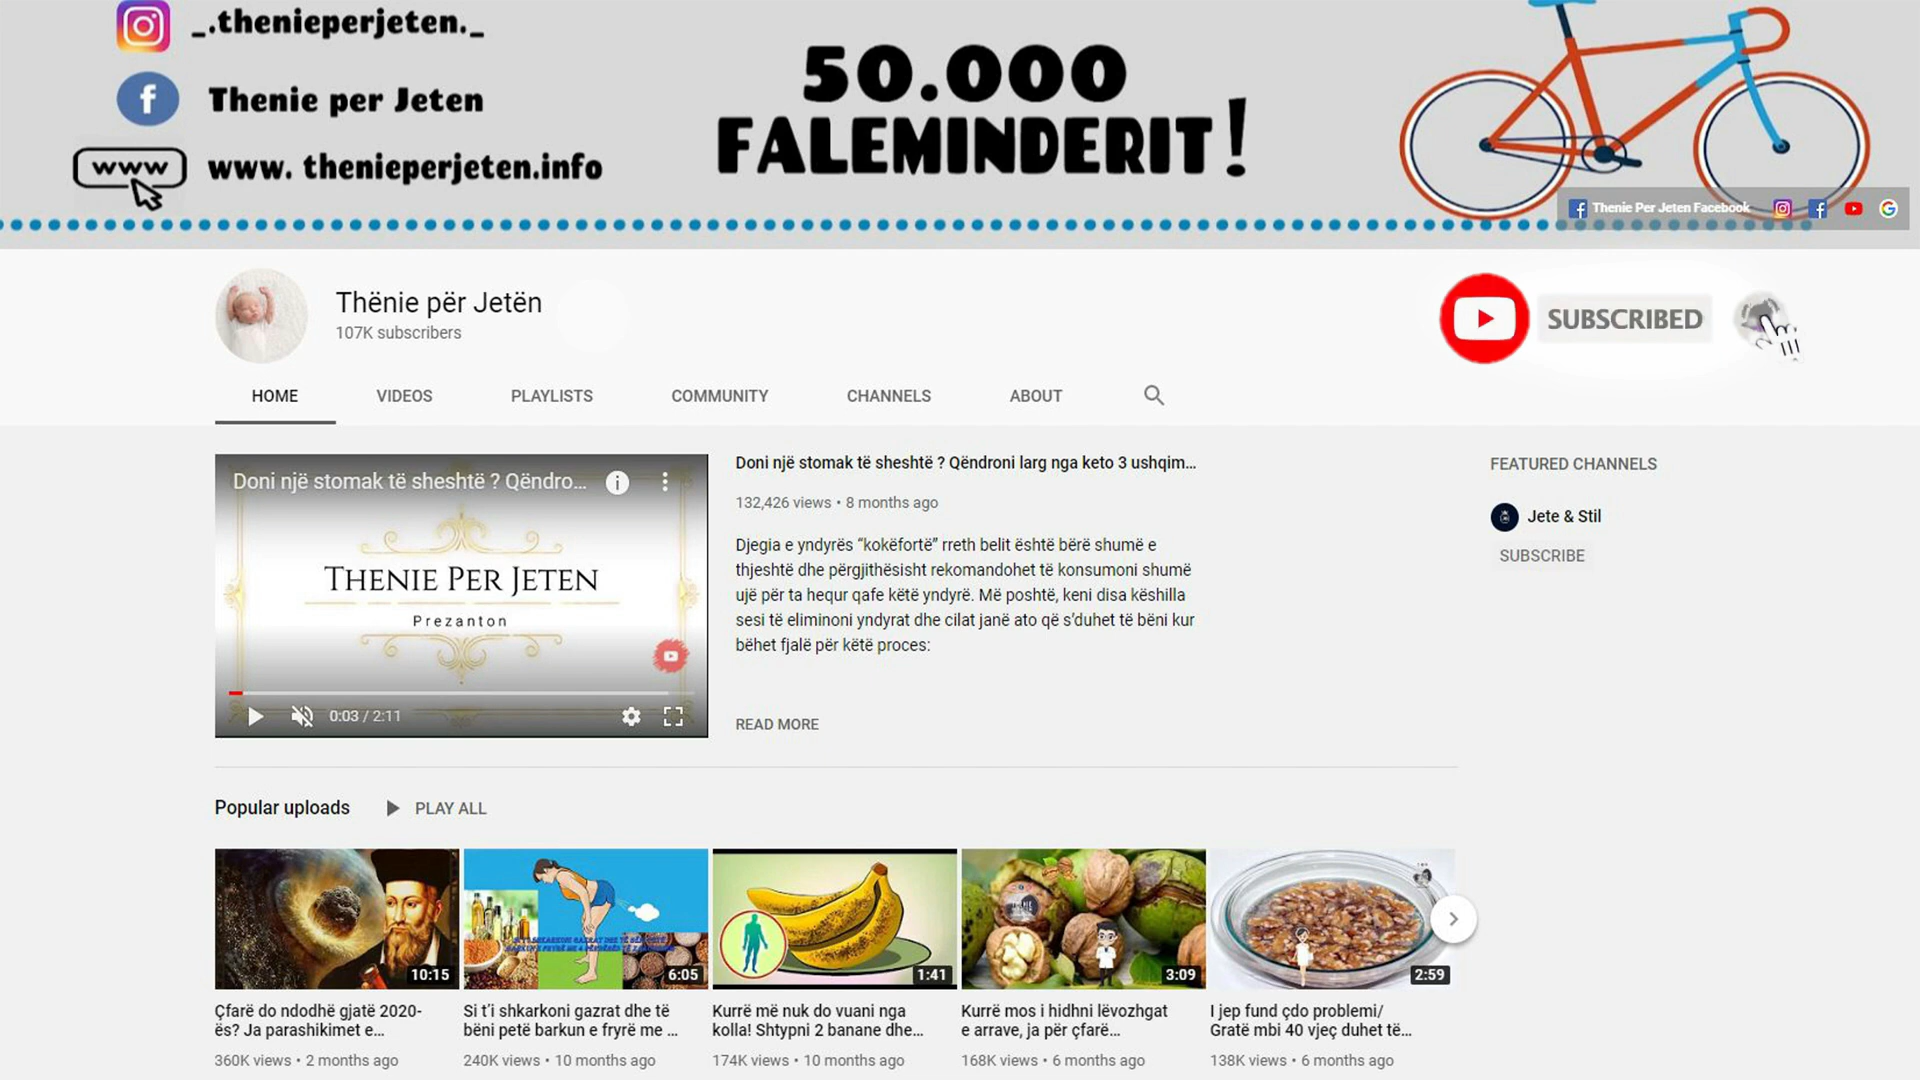 _.thenieperjeten._
Thenie per Jeten
www
www. thenieperjeten.info
50.000
FALEMINDERIT!
Thenie Per Jeten Facebook
Thënie për Jetën
107K subscribers
SUBSCRIBED
HOME VIDEOS PLAYLISTS COMMUNITY CHANNELS ABOUT
Doni një stomak të sheshtë ? Qëndro...
THENIE PER JETEN
Prezanton
0:03 / 2:11
Doni një stomak të sheshtë ? Qëndroni larg nga keto 3 ushqim...
132,426 views • 8 months ago
Djegia e yndyrës “kokëfortë” rreth belit është bërë shumë e
thjeshtë dhe përgjithësisht rekomandohet të konsumoni shumë
ujë për ta hequr qafe këtë yndyrë. Më poshtë, keni disa këshilla
sesi të eliminoni yndyrat dhe cilat janë ato që s’duhet të bëni kur
bëhet fjalë për këtë proces:
READ MORE
FEATURED CHANNELS
Jete & Stil
SUBSCRIBE
Popular uploads PLAY ALL
10:15
Çfarë do ndodhë gjatë 2020-
ës? Ja parashikimet e...
360K views • 2 months ago
6:05
Si t’i shkarkoni gazrat dhe të
bëni petë barkun e fryrë me ...
240K views • 10 months ago
1:41
Kurrë më nuk do vuani nga
kolla! Shtypni 2 banane dhe...
174K views • 10 months ago
3:09
Kurrë mos i hidhni lëvozhgat
e arrave, ja për çfarë...
168K views • 6 months ago
2:59
I jep fund çdo problemi/
Gratë mbi 40 vjeç duhet të...
138K views • 6 months ago